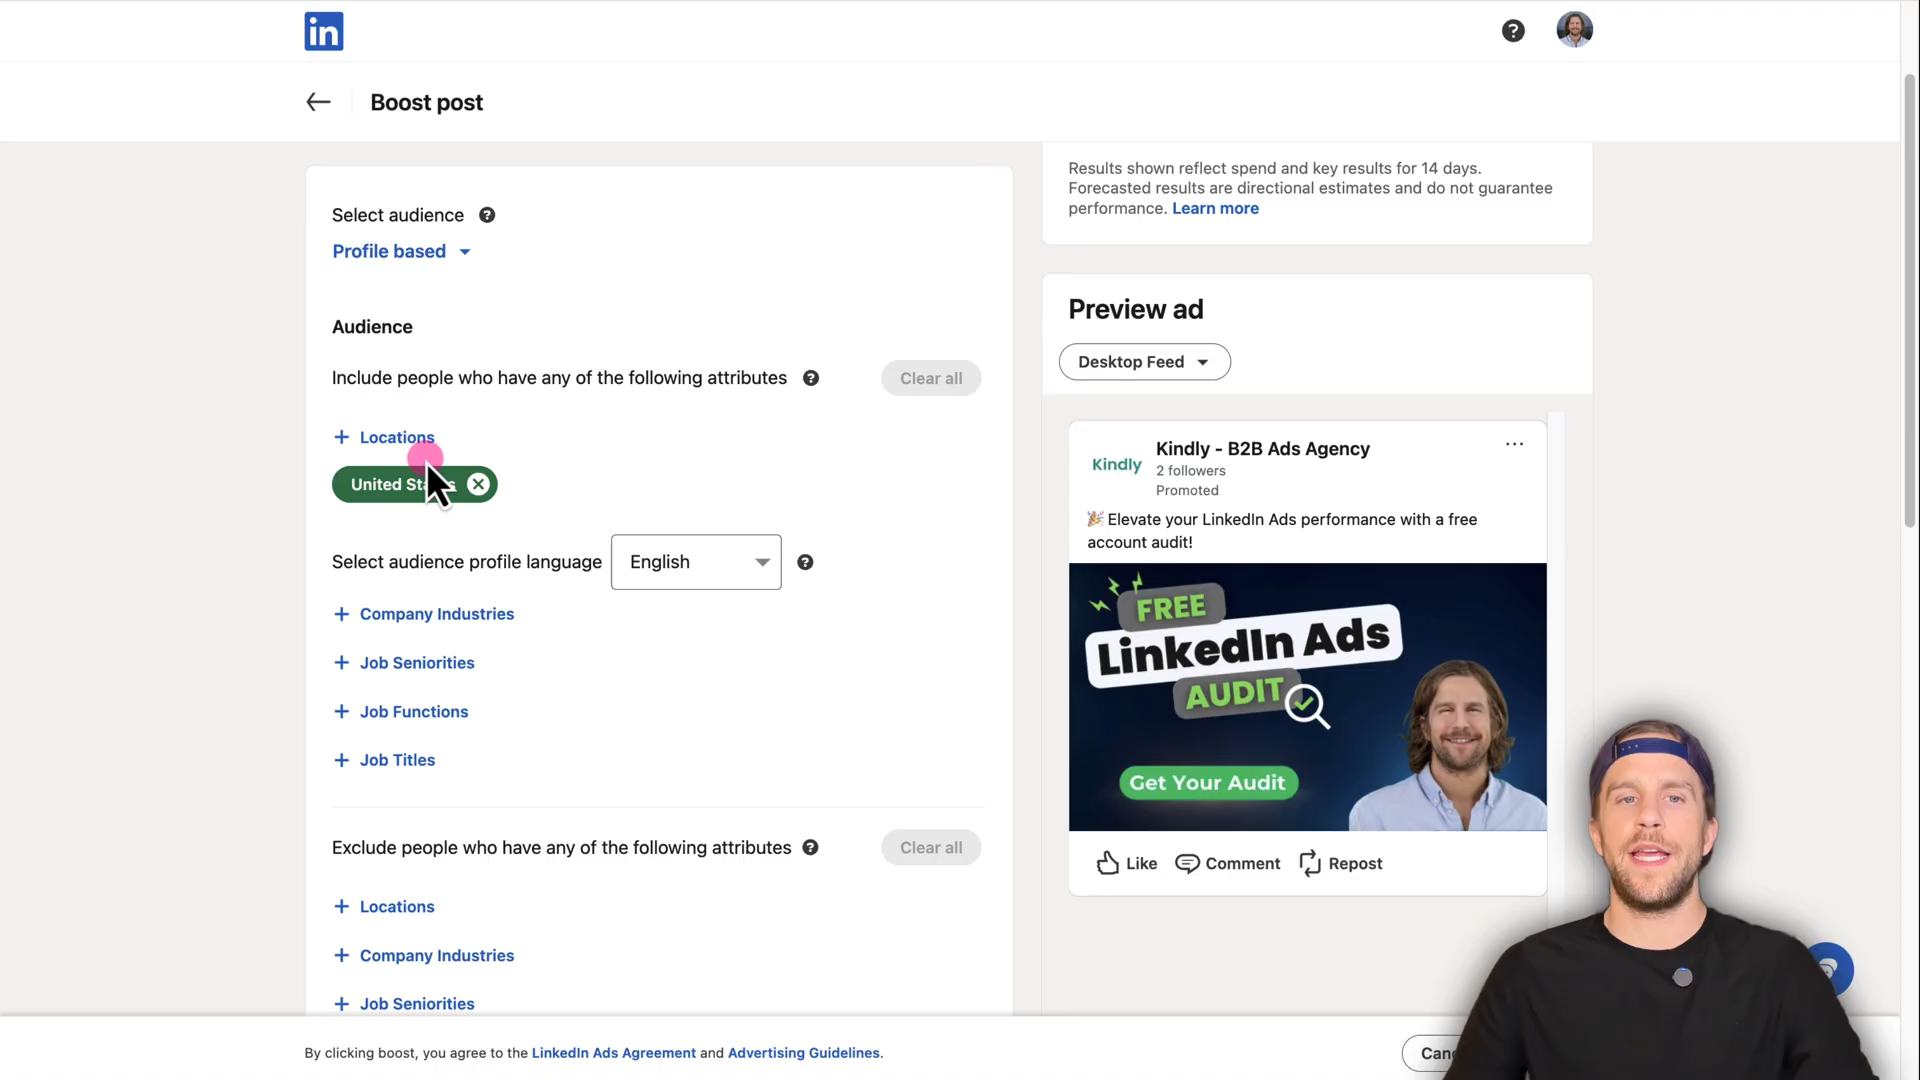 in
?
Boost post
Select audience ?
Profile based
Audience
Include people who have any of the following attributes ?
Clear all
+ Locations
United
Select audience profile language
English
?
+ Company Industries
+ Job Seniorities
+ Job Functions
+ Job Titles
Exclude people who have any of the following attributes ?
Clear all
+ Locations
+ Company Industries
+ Job Seniorities
Results shown reflect spend and key results for 14 days.
Forecasted results are directional estimates and do not guarantee
performance. Learn more
Preview ad
Desktop Feed
Kindly
Kindly - B2B Ads Agency
2 followers
Promoted
🎉 Elevate your LinkedIn Ads performance with a free
account audit!
FREE
LinkedIn Ads
AUDIT
Get Your Audit
Like
Comment
Repost
By clicking boost, you agree to the LinkedIn Ads Agreement and Advertising Guidelines.